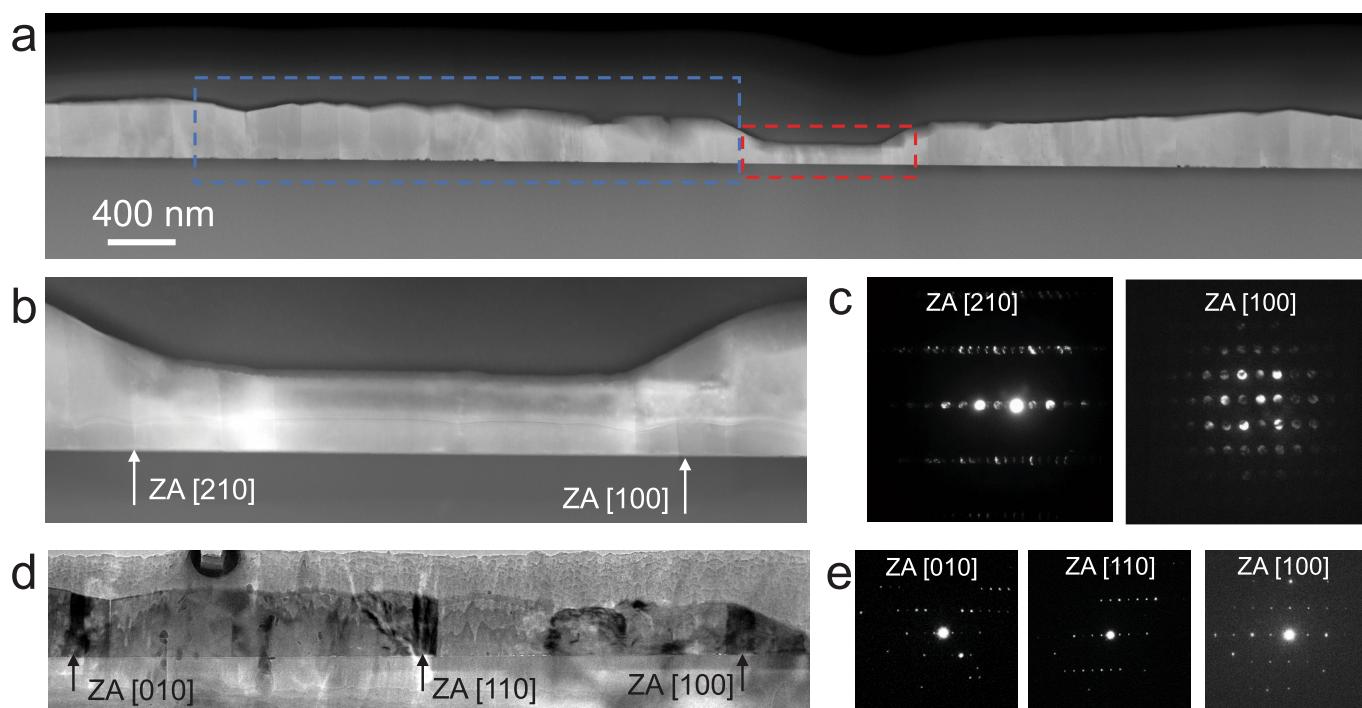 a
400 nm
b
ZA [210]
ZA [100]
c
ZA [210]
ZA [100]
d
ZA [010]
ZA [110]
ZA [100]
e
ZA [010]
ZA [110]
ZA [100]